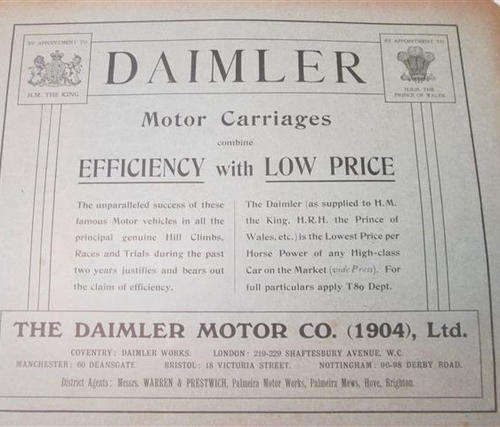 BY APPOINTMENT TO
H.M. THE KING
DAIMLER
BY APPOINTMENT TO
H.R.H. THE
PRINCE OF WALES
Motor Carriages
combine
EFFICIENCY with LOW PRICE
The unparalleled success of these
famous Motor vehicles in all the
principal genuine Hill Climbs,
Races and Trials during the past
two years justifies and bears out
the claim of efficiency.
The Daimler (as supplied to H.M.
the King, H.R.H. the Prince of
Wales, etc.) is the Lowest Price per
Horse Power of any High-class
Car on the Market (vide Press). For
full particulars apply T89 Dept.
THE DAIMLER MOTOR CO. (1904), Ltd.
COVENTRY: DAIMLER WORKS. LONDON: 219-229 SHAFTESBURY AVENUE, W.C.
MANCHESTER: 60 DEANSGATE. BRISTOL: 18 VICTORIA STREET. NOTTINGHAM: 96-98 DERBY ROAD.
District Agents: Messrs. WARREN & PRESTWICH, Palmeira Motor Works, Palmeira Mews, Hove, Brighton.